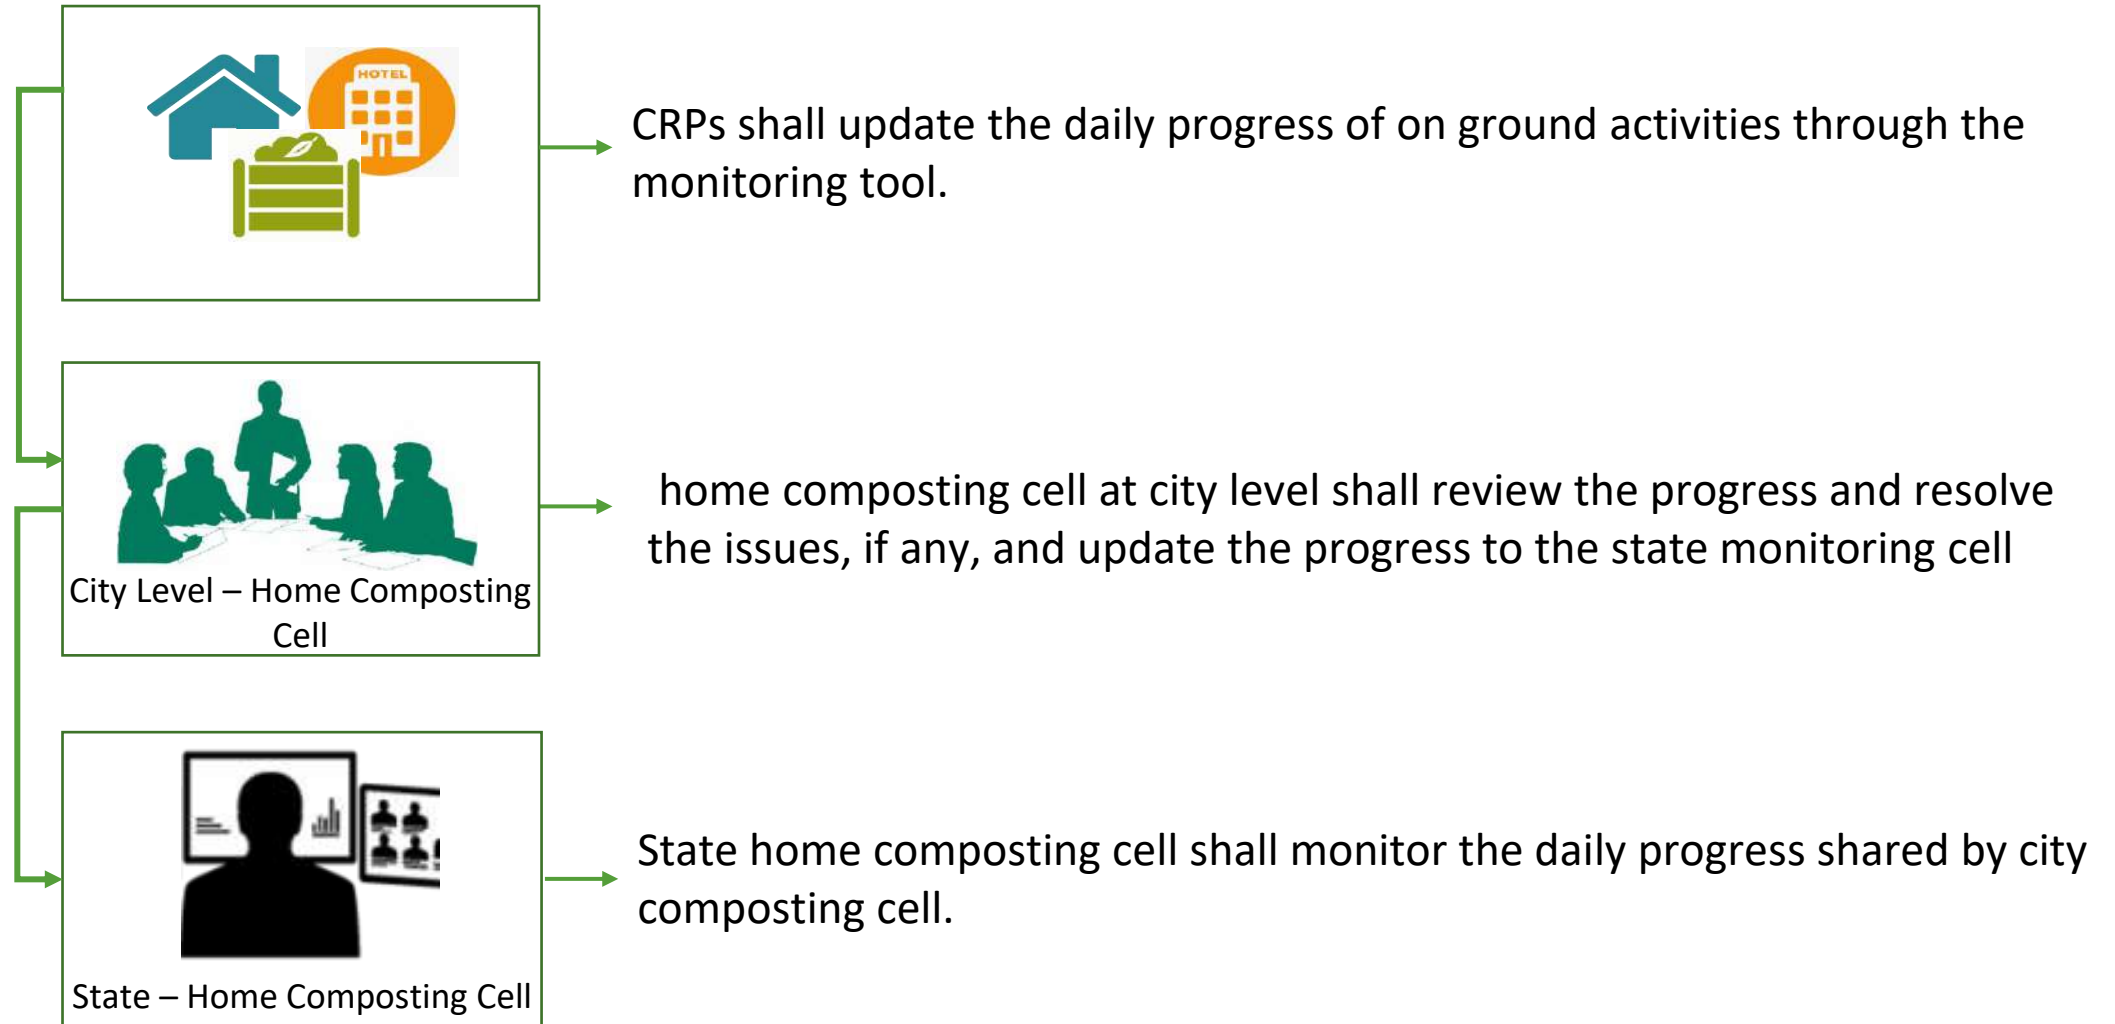 HOTEL
CRPs shall update the daily progress of on ground activities through the
monitoring tool.
home composting cell at city level shall review the progress and resolve
the issues, if any, and update the progress to the state monitoring cell
City Level – Home Composting
Cell
State home composting cell shall monitor the daily progress shared by city
composting cell.
State – Home Composting Cell